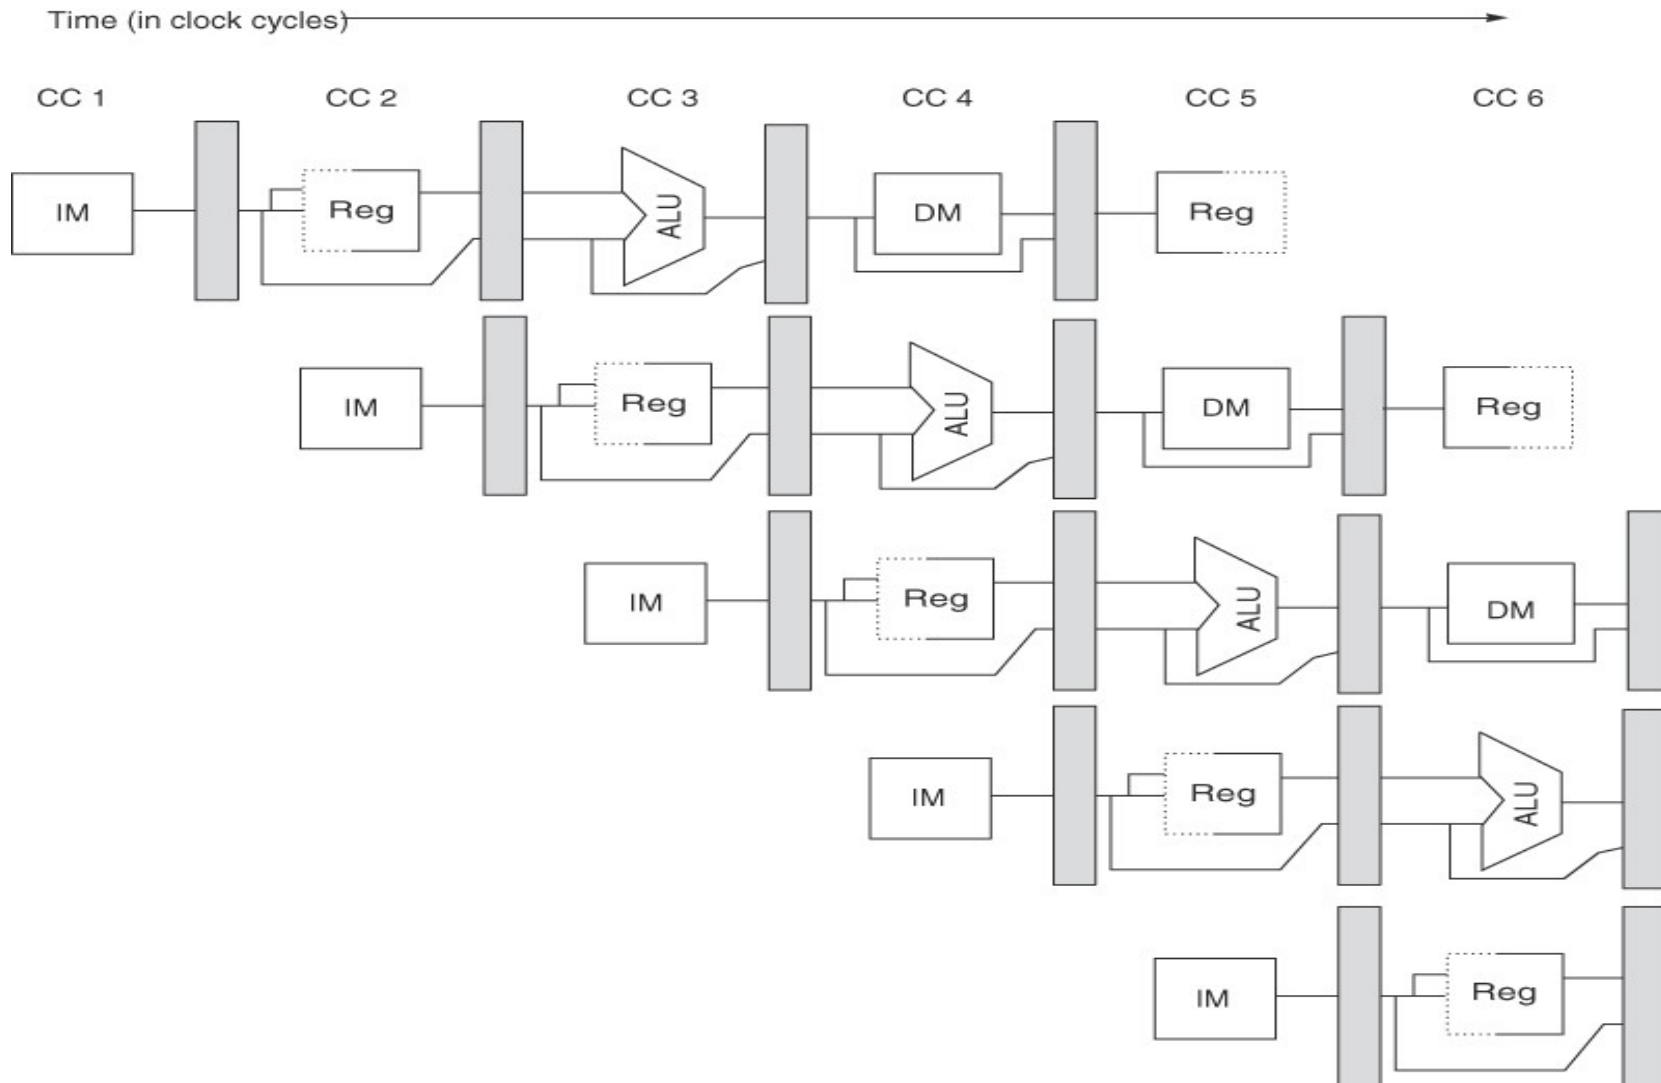 Time (in clock cycles)
CC 1 CC 2 CC 3 CC 4 CC 5 CC 6
IM Reg ALU DM Reg
IM Reg ALU DM Reg
IM Reg ALU DM
IM Reg ALU
IM Reg